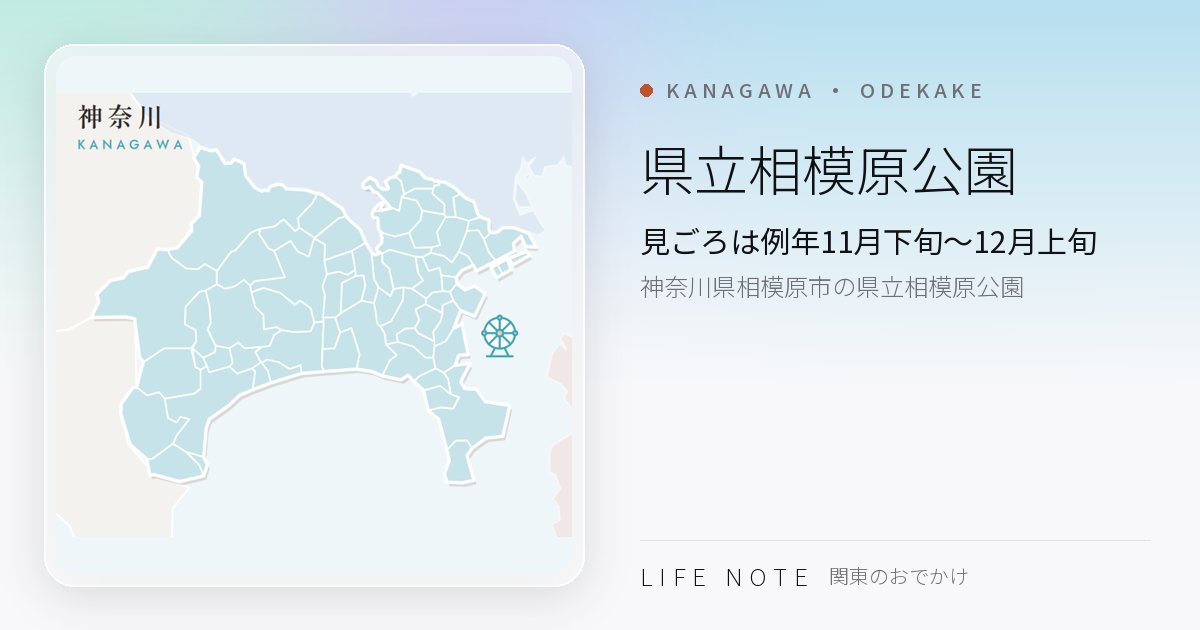 神奈川
KANAGAWA
KANAGAWA • ODEKAKE
県立相模原公園
見ごろは例年11月下旬〜12月上旬
神奈川県相模原市の県立相模原公園
LIFE NOTE 関東のおでかけ